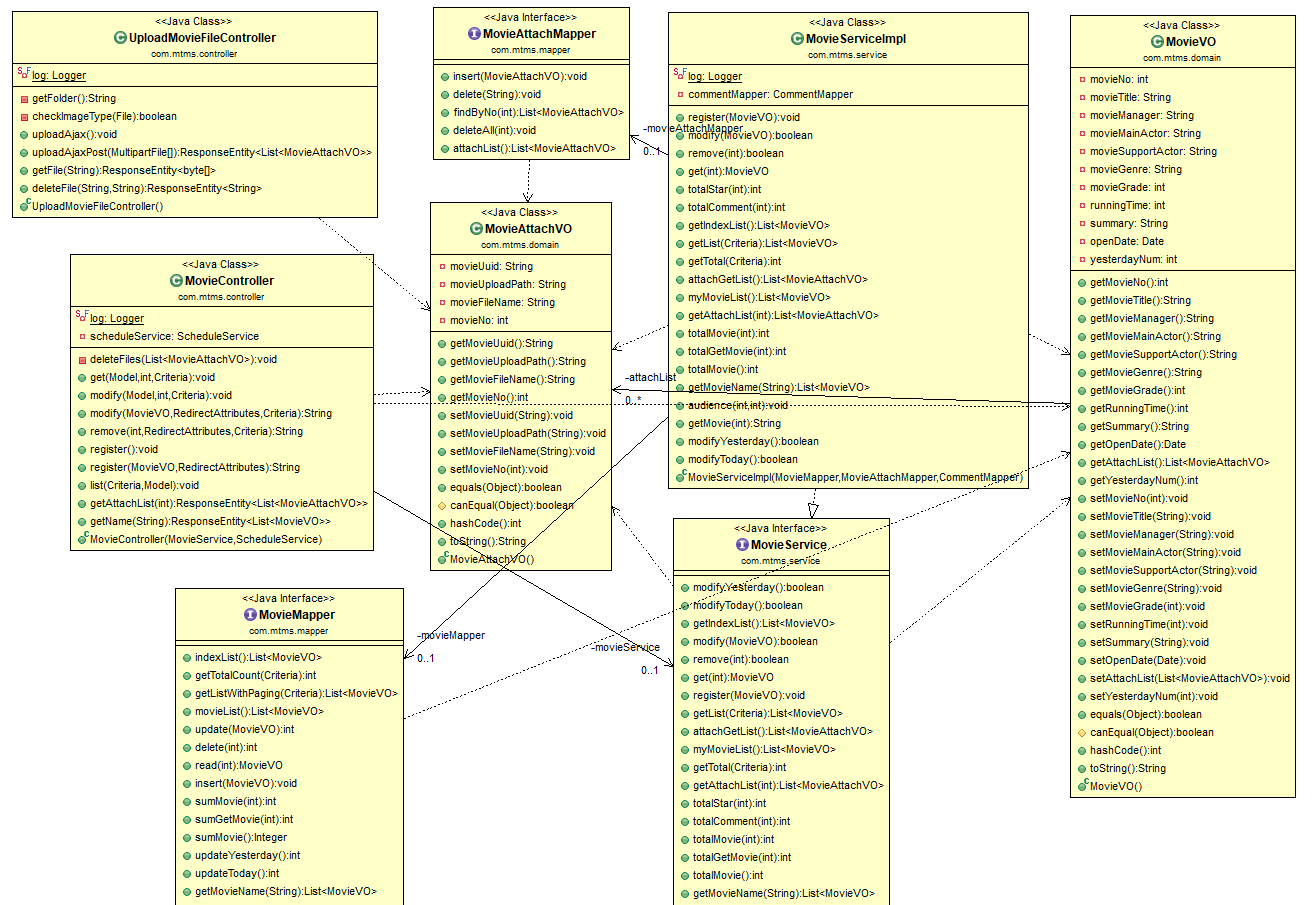 <<Java Class>>
UploadMovieFileController
com.mtms.controller
log: Logger
getFolder():String
checkImageType(File):boolean
uploadAjax():void
uploadAjaxPost(MultipartFile[]):ResponseEntity<List<MovieAttachVO>>
getFile(String):ResponseEntity<byte[]>
deleteFile(String,String):ResponseEntity<String>
UploadMovieFileController()
<<Java Interface>>
MovieAttachMapper
com.mtms.mapper
insert(MovieAttachVO):void
delete(String):void
findByNo(int):List<MovieAttachVO>
deleteAll(int):void
attachList():List<MovieAttachVO>
-movieAttachMapper
0..1
<<Java Class>>
MovieServiceImpl
com.mtms.service
log: Logger
commentMapper: CommentMapper
register(MovieVO):void
modify(MovieVO):boolean
remove(int):boolean
get(int):MovieVO
totalStar(int):int
totalComment(int):int
getIndexList():List<MovieVO>
getList(Criteria):List<MovieVO>
getTotal(Criteria):int
attachGetList():List<MovieAttachVO>
myMovieList():List<MovieVO>
getAttachList(int):List<MovieAttachVO>
totalMovie(int):int
totalGetMovie(int):int
totalMovie():int
getMovieName(String):List<MovieVO>
audience(int,int):void
getMovie(int):String
modifyYesterday():boolean
modifyToday():boolean
MovieServiceImpl(MovieMapper,MovieAttachMapper,CommentMapper)
<<Java Class>>
MovieVO
com.mtms.domain
movieNo: int
movieTitle: String
movieManager: String
movieMainActor: String
movieSupportActor: String
movieGenre: String
movieGrade: int
runningTime: int
summary: String
openDate: Date
yesterdayNum: int
getMovieNo():int
getMovieTitle():String
getMovieManager():String
getMovieMainActor():String
getMovieSupportActor():String
getMovieGenre():String
getMovieGrade():int
getRunningTime():int
getSummary():String
getOpenDate():Date
getAttachList():List<MovieAttachVO>
getYesterdayNum():int
setMovieNo(int):void
setMovieTitle(String):void
setMovieManager(String):void
setMovieMainActor(String):void
setMovieSupportActor(String):void
setMovieGenre(String):void
setMovieGrade(int):void
setRunningTime(int):void
setSummary(String):void
setOpenDate(Date):void
setAttachList(List<MovieAttachVO>):void
setYesterdayNum(int):void
equals(Object):boolean
canEqual(Object):boolean
hashCode():int
toString():String
MovieVO()
<<Java Class>>
MovieAttachVO
com.mtms.domain
movieUuid: String
movieUploadPath: String
movieFileName: String
movieNo: int
getMovieUuid():String
getMovieUploadPath():String
getMovieFileName():String
getMovieNo():int
setMovieUuid(String):void
setMovieUploadPath(String):void
setMovieFileName(String):void
setMovieNo(int):void
equals(Object):boolean
canEqual(Object):boolean
hashCode():int
toString():String
MovieAttachVO()
-attachList
0..*
<<Java Class>>
MovieController
com.mtms.controller
log: Logger
scheduleService: ScheduleService
deleteFiles(List<MovieAttachVO>):void
get(Model,int,Criteria):void
modify(Model,int,Criteria):void
modify(MovieVO,RedirectAttributes,Criteria):String
remove(int,RedirectAttributes,Criteria):String
register():void
register(MovieVO,RedirectAttributes):String
list(Criteria,Model):void
getAttachList(int):ResponseEntity<List<MovieAttachVO>>
getName(String):ResponseEntity<List<MovieVO>>
MovieController(MovieService,ScheduleService)
<<Java Interface>>
MovieMapper
com.mtms.mapper
indexList():List<MovieVO>
getTotalCount(Criteria):int
getListWithPaging(Criteria):List<MovieVO>
movieList():List<MovieVO>
update(MovieVO):int
delete(int):int
read(int):MovieVO
insert(MovieVO):void
sumMovie(int):int
sumGetMovie(int):int
sumMovie():Integer
updateYesterday():int
updateToday():int
getMovieName(String):List<MovieVO>
-movieMapper
0..1
-movieService
0..1
<<Java Interface>>
MovieService
com.mtms.service
modifyYesterday():boolean
modifyToday():boolean
getIndexList():List<MovieVO>
modify(MovieVO):boolean
remove(int):boolean
get(int):MovieVO
register(MovieVO):void
getList(Criteria):List<MovieVO>
attachGetList():List<MovieAttachVO>
myMovieList():List<MovieVO>
getTotal(Criteria):int
getAttachList(int):List<MovieAttachVO>
totalStar(int):int
totalComment(int):int
totalMovie(int):int
totalGetMovie(int):int
totalMovie():int
getMovieName(String):List<MovieVO>